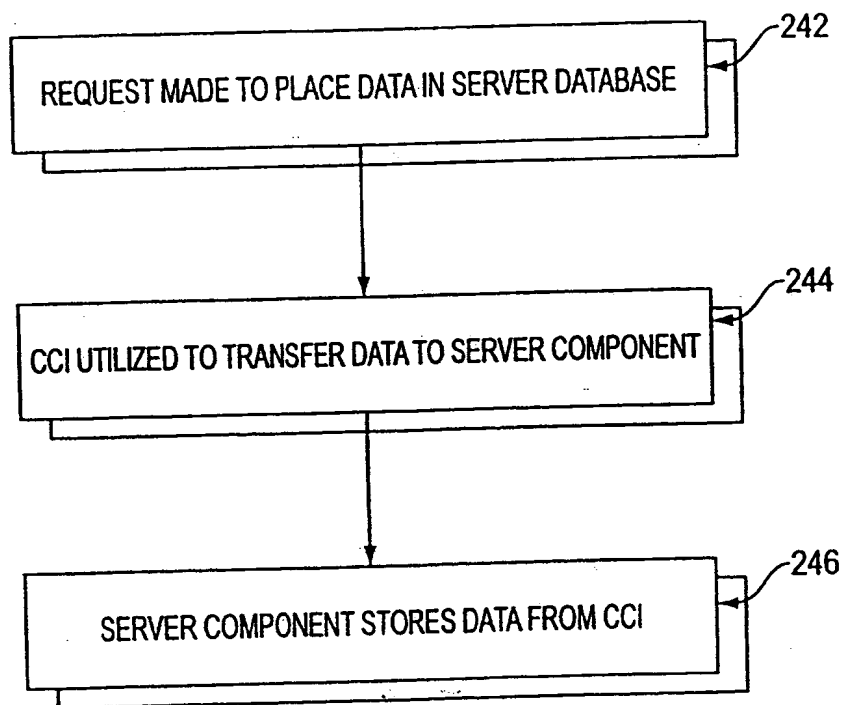 242
REQUEST MADE TO PLACE DATA IN SERVER DATABASE
244
CCI UTILIZED TO TRANSFER DATA TO SERVER COMPONENT
246
SERVER COMPONENT STORES DATA FROM CCI